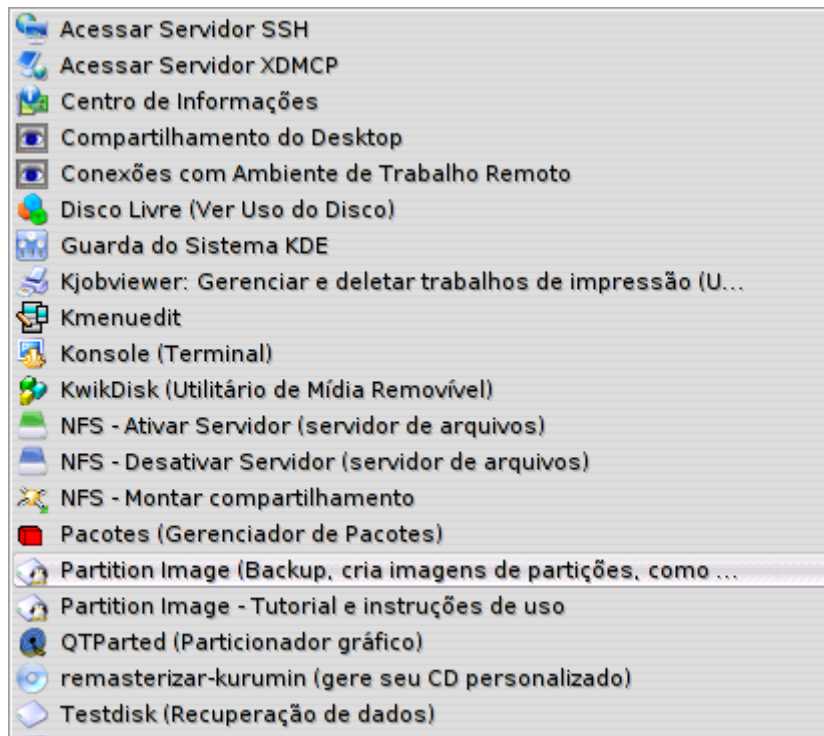 Acessar Servidor SSH
Acessar Servidor XDMCP
Centro de Informações
Compartilhamento do Desktop
Conexões com Ambiente de Trabalho Remoto
Disco Livre (Ver Uso do Disco)
Guarda do Sistema KDE
Kjobviewer: Gerenciar e deletar trabalhos de impressão (U...
Kmenuedit
Konsole (Terminal)
KwikDisk (Utilitário de Mídia Removível)
NFS - Ativar Servidor (servidor de arquivos)
NFS - Desativar Servidor (servidor de arquivos)
NFS - Montar compartilhamento
Pacotes (Gerenciador de Pacotes)
Partition Image (Backup, cria imagens de partições, como ...
Partition Image - Tutorial e instruções de uso
QTParted (Particionador gráfico)
remasterizar-kurumin (gere seu CD personalizado)
Testdisk (Recuperação de dados)